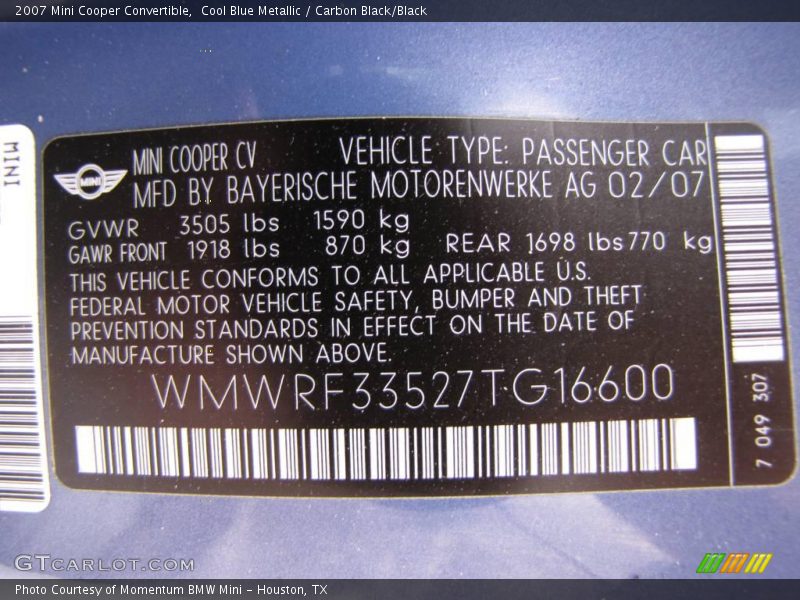 2007 Mini Cooper Convertible,  Cool Blue Metallic / Carbon Black/Black
MINI
MINI
MINI COOPER CV VEHICLE TYPE: PASSENGER CAR
MFD BY BAYERISCHE MOTORENWERKE AG 02/07
GVWR 3505 lbs 1590 kg
GAWR FRONT 1918 lbs 870 kg REAR 1698 lbs 770 kg
THIS VEHICLE CONFORMS TO ALL APPLICABLE U.S.
FEDERAL MOTOR VEHICLE SAFETY, BUMPER AND THEFT
PREVENTION STANDARDS IN EFFECT ON THE DATE OF
MANUFACTURE SHOWN ABOVE.
WMWRF33527TG16600
7 049 307
GTCARLOT.COM
Photo Courtesy of Momentum BMW Mini – Houston, TX